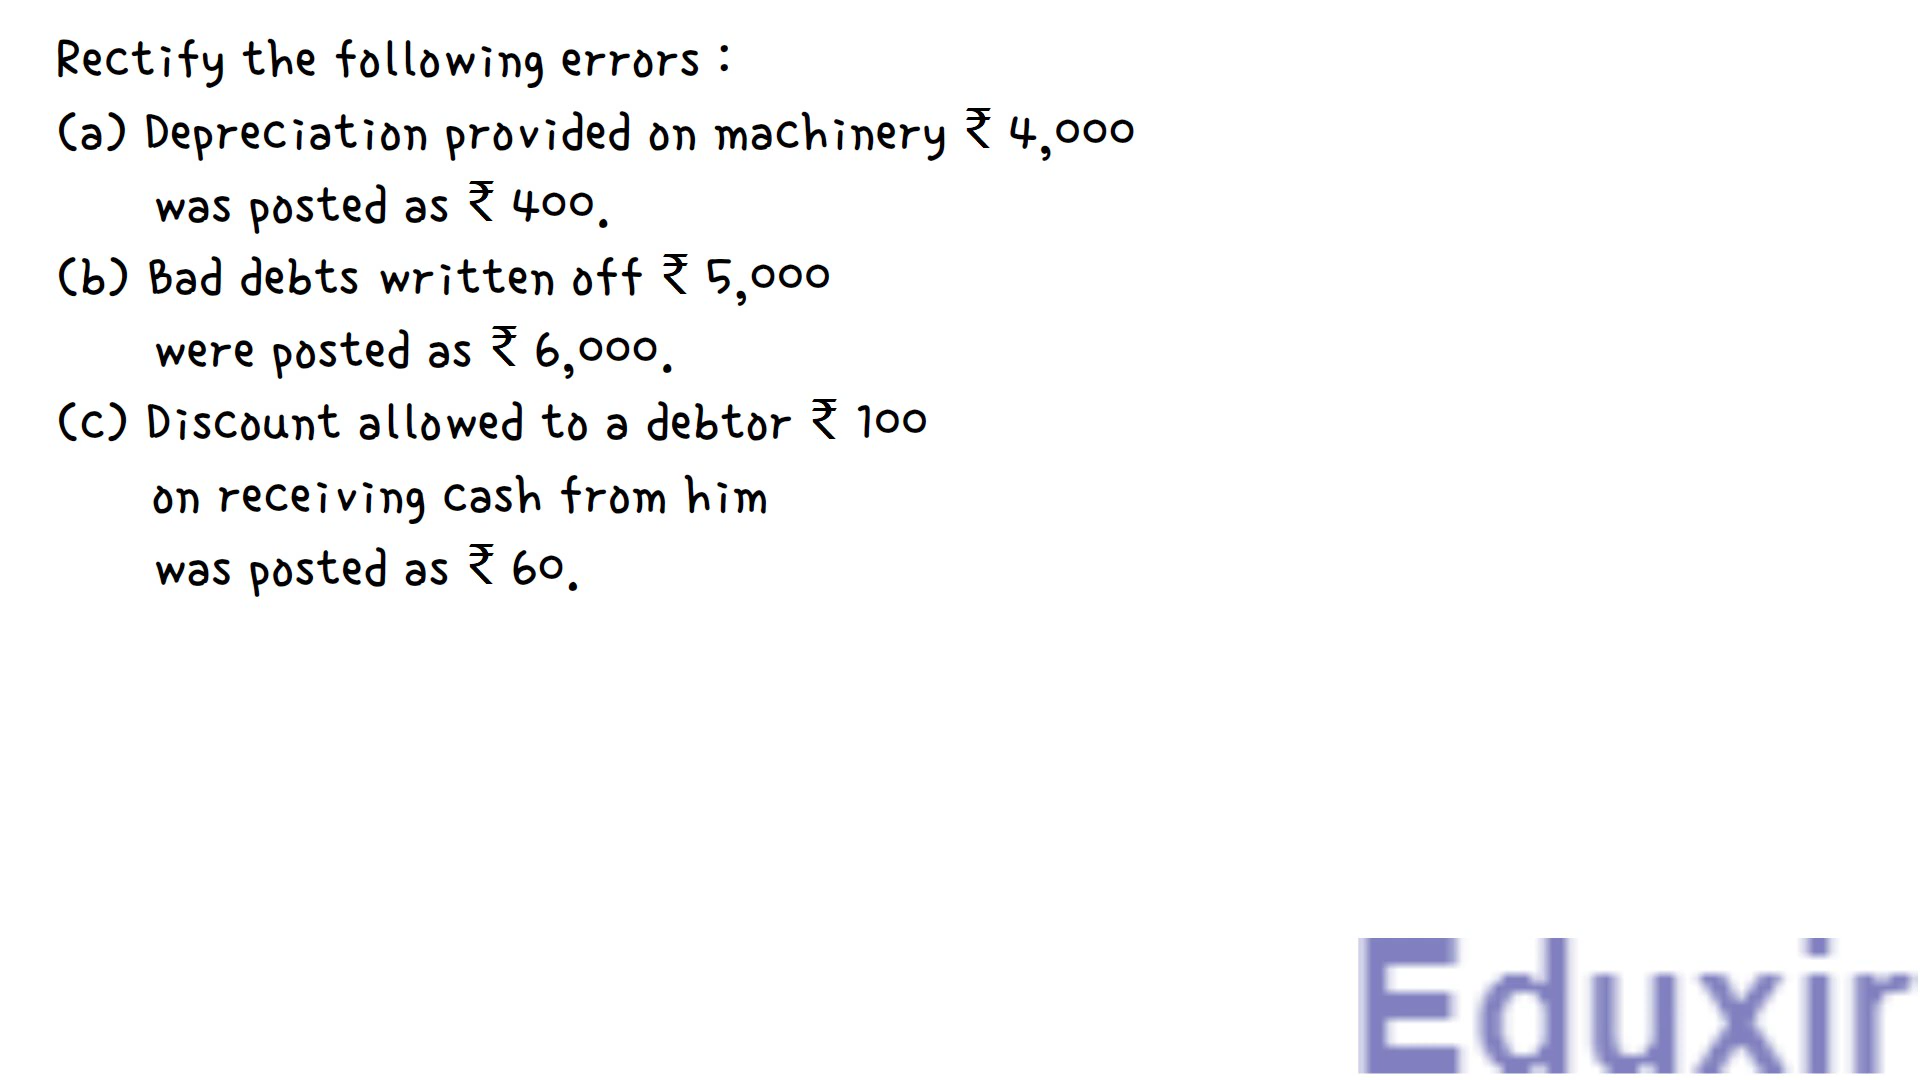 Rectify the following errors :
(a) Depreciation provided on machinery ₹ 4,000
was posted as ₹ 400.
(b) Bad debts written off ₹ 5,000
were posted as ₹ 6,000.
(c) Discount allowed to a debtor ₹ 100
on receiving cash from him
was posted as ₹ 60.
Eduxir